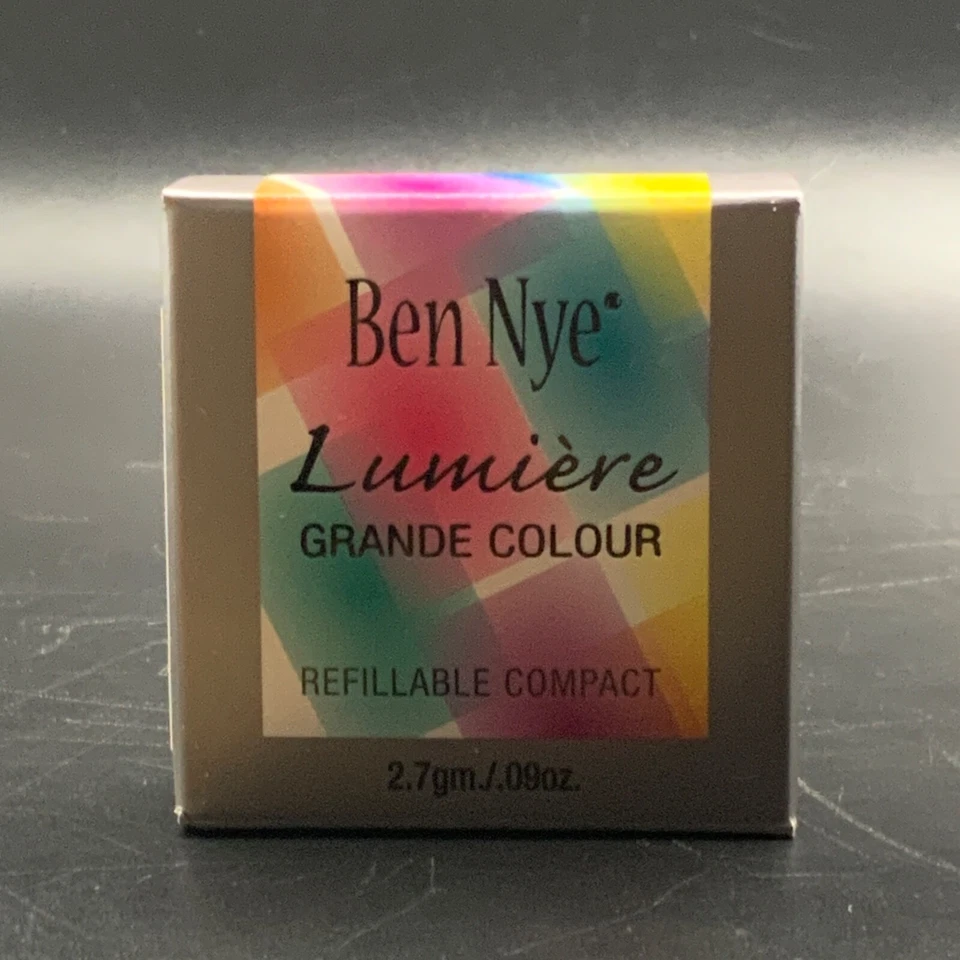 Ben Nye®
Lumière
GRANDE COLOUR
REFILLABLE COMPACT
2.7gm./.09oz.